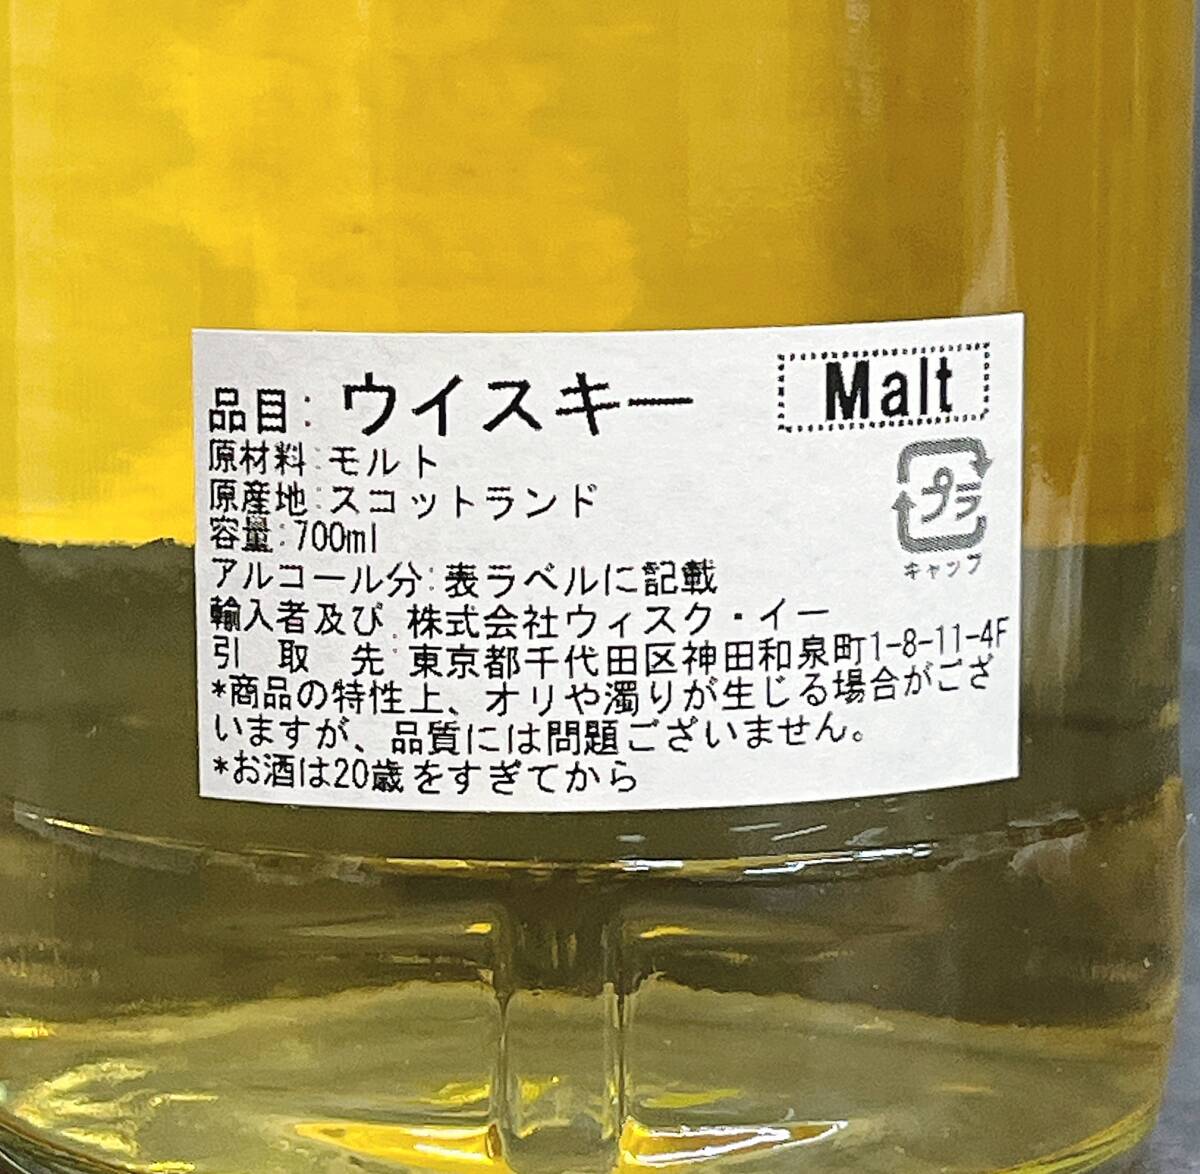 品目: ウイスキー
Malt
原材料:モルト
原産地:スコットランド
容量:700ml
プラ
キャップ
アルコール分:表ラベルに記載
輸入者及び:株式会社ウィスク・イー
引取先:東京都千代田区神田和泉町1-8-11-4F
*商品の特性上、オリや濁りが生じる場合がござ
いますが、品質には問題ございません。
*お酒は20歳をすぎてから